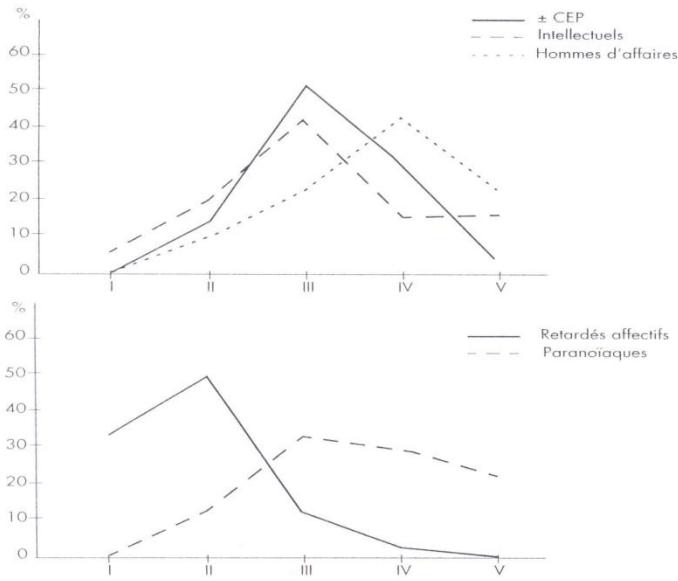 %
± CEP
Intellectuels
Hommes d'affaires
60
50
40
30
20
10
0
I II III IV V
%
Retardés affectifs
Paranoïaques
60
50
40
30
20
10
0
I II III IV V